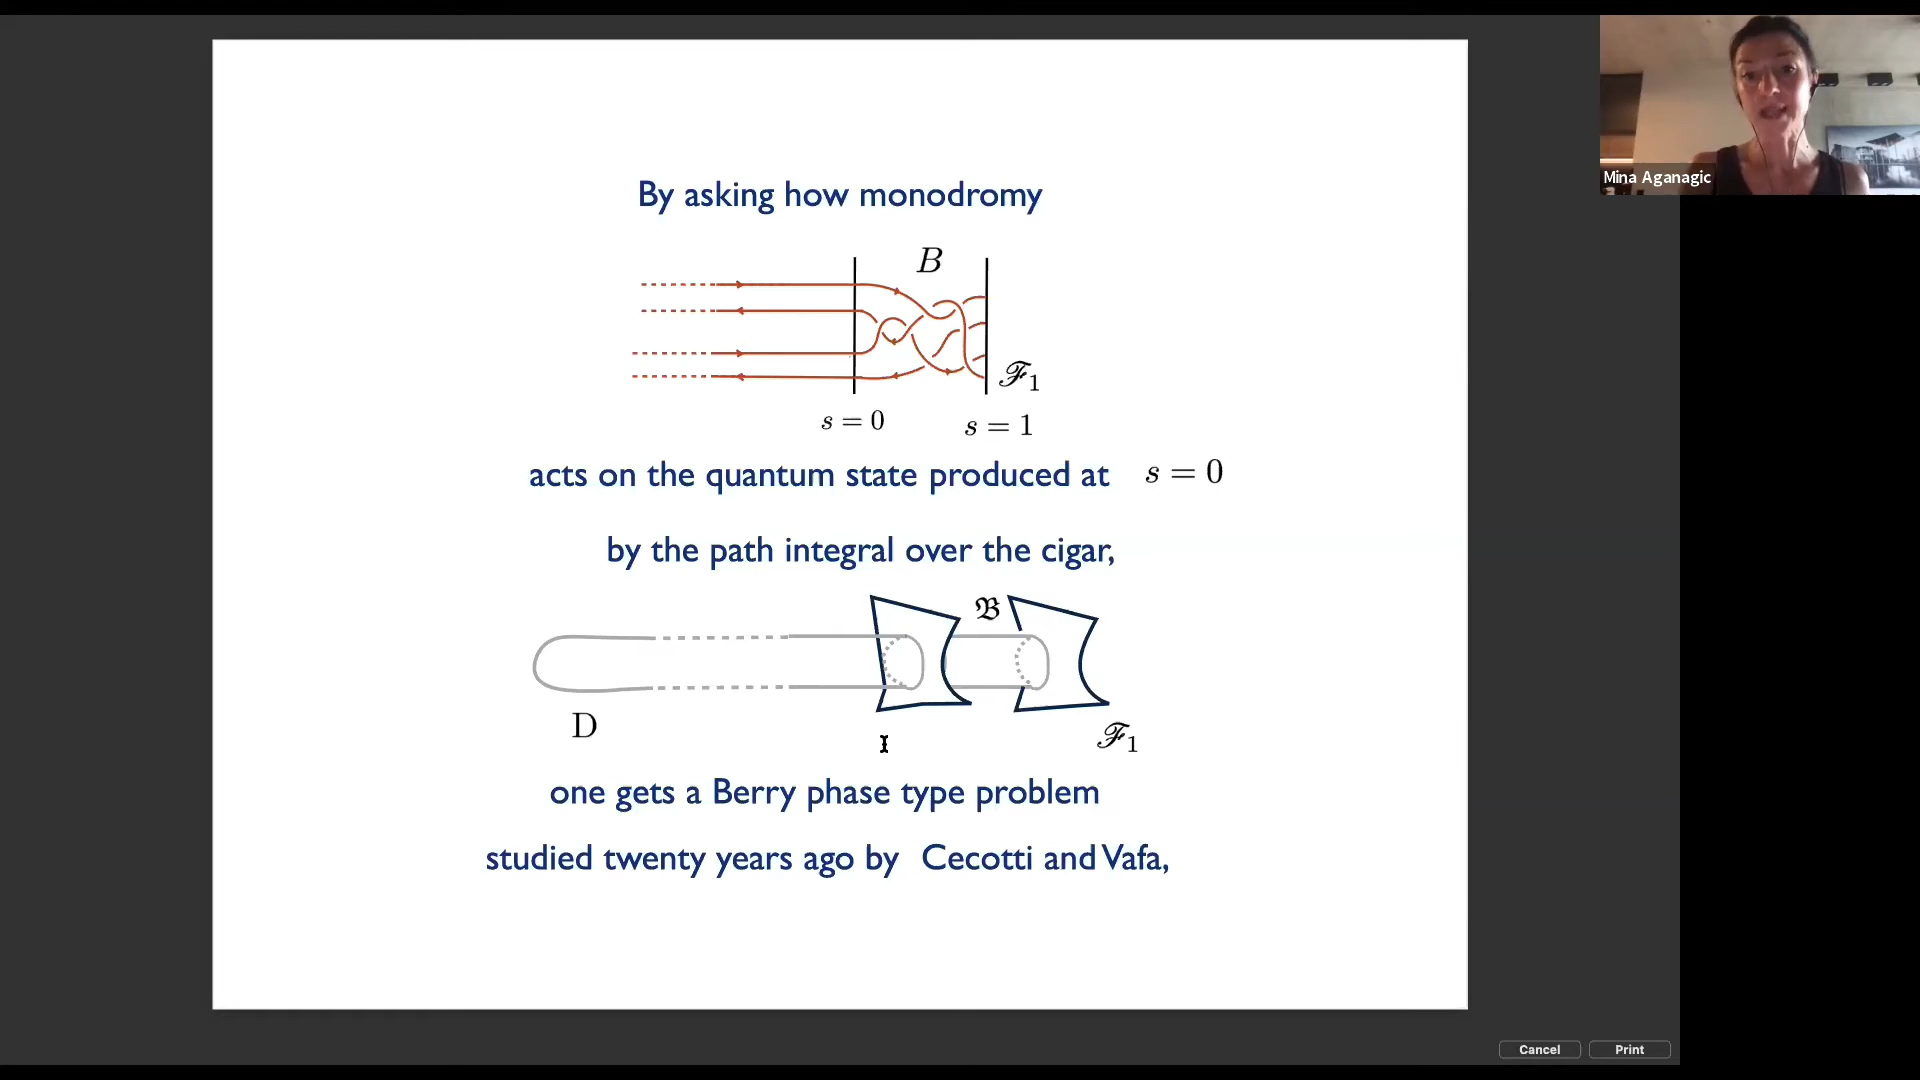 Mina Aganagic
By asking how monodromy
B
ℱ₁
s = 0
s = 1
acts on the quantum state produced at s = 0
by the path integral over the cigar,
𝔅
D
ℱ₁
one gets a Berry phase type problem
studied twenty years ago by Cecotti and Vafa,
Cancel
Print